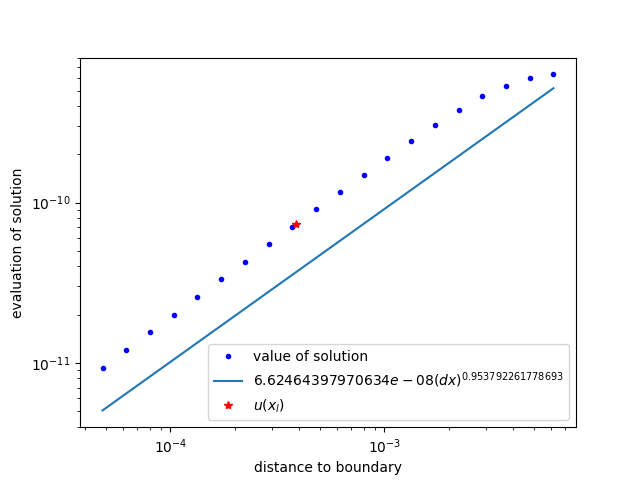 10⁻¹⁰
10⁻¹¹
evaluation of solution
value of solution
6.62464397970634e − 08(dx)^0.953792261778693
u(x_l)
10⁻⁴
10⁻³
distance to boundary